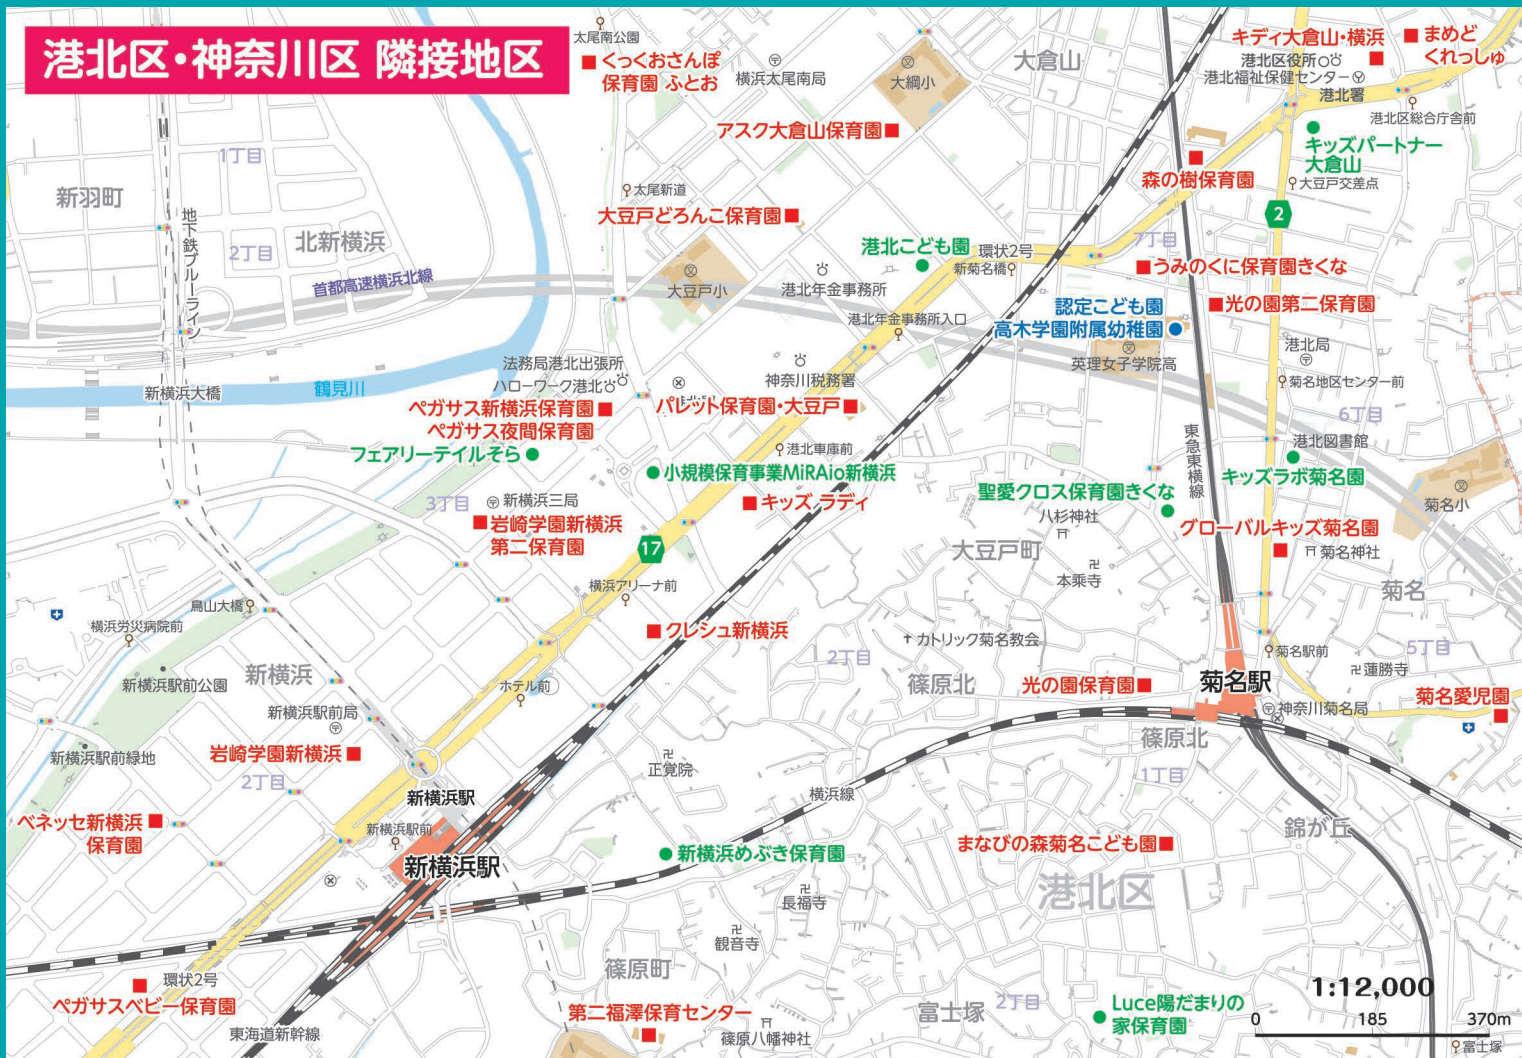 港北区・神奈川区 隣接地区
太尾南公園
くっくおさんぽ
保育園 ふとお
横浜太尾南局
大綱小
大倉山
キディ大倉山・横浜
港北区役所
港北福祉保健センター
港北署
まめど
くれっしゅ
港北区総合庁舎前
アスク大倉山保育園
キッズパートナー
大倉山
大豆戸交差点
森の樹保育園
1丁目
新羽町
太尾新道
大豆戸どろんこ保育園
2
地下鉄ブルーライン
北新横浜
2丁目
港北こども園
環状2号
新菊名橋
7丁目
うみのくに保育園きくな
首都高速横浜北線
大豆戸小
港北年金事務所
光の園第二保育園
認定こども園
高木学園附属幼稚園
港北年金事務所入口
港北局
英理女子学院高
法務局港北出張所
ハローワーク港北
神奈川税務署
菊名地区センター前
新横浜大橋
鶴見川
ペガサス新横浜保育園
ペガサス夜間保育園
パレット保育園・大豆戸
6丁目
東急東横線
港北図書館
フェアリーテイルそら
港北車庫前
小規模保育事業MiRAio新横浜
キッズラボ菊名園
3丁目
新横浜三局
キッズ ラディ
聖愛クロス保育園きくな
八杉神社
菊名小
岩崎学園新横浜
第二保育園
グローバルキッズ菊名園
17
大豆戸町
菊名神社
本乗寺
横浜アリーナ前
菊名
鳥山大橋
横浜労災病院前
クレシュ新横浜
カトリック菊名教会
2丁目
5丁目
菊名駅前
蓮勝寺
新横浜
新横浜駅前公園
ホテル前
篠原北
光の園保育園
菊名駅
菊名愛児園
新横浜駅前局
神奈川菊名局
篠原北
新横浜駅前緑地
岩崎学園新横浜
正覚院
1丁目
2丁目
新横浜駅
横浜線
ベネッセ新横浜
保育園
新横浜駅前
錦が丘
まなびの森菊名こども園
新横浜駅
新横浜めぶき保育園
港北区
長福寺
観音寺
篠原町
環状2号
ペガサスベビー保育園
1:12,000
第二福澤保育センター
富士塚
2丁目
Luce陽だまりの
家保育園
0 185 370m
東海道新幹線
篠原八幡神社
富士塚